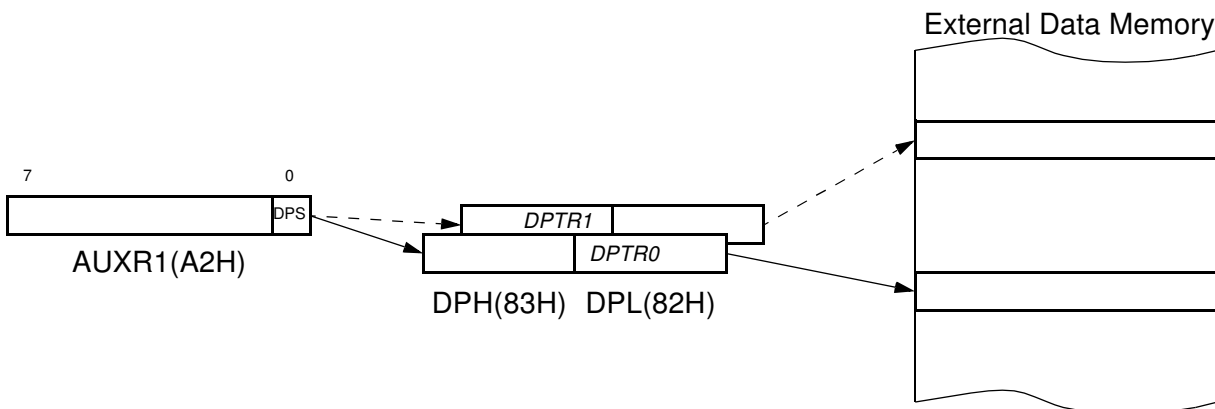 External Data Memory
7 0
DPS
DPTR1
DPTR0
AUXR1(A2H)
DPH(83H) DPL(82H)